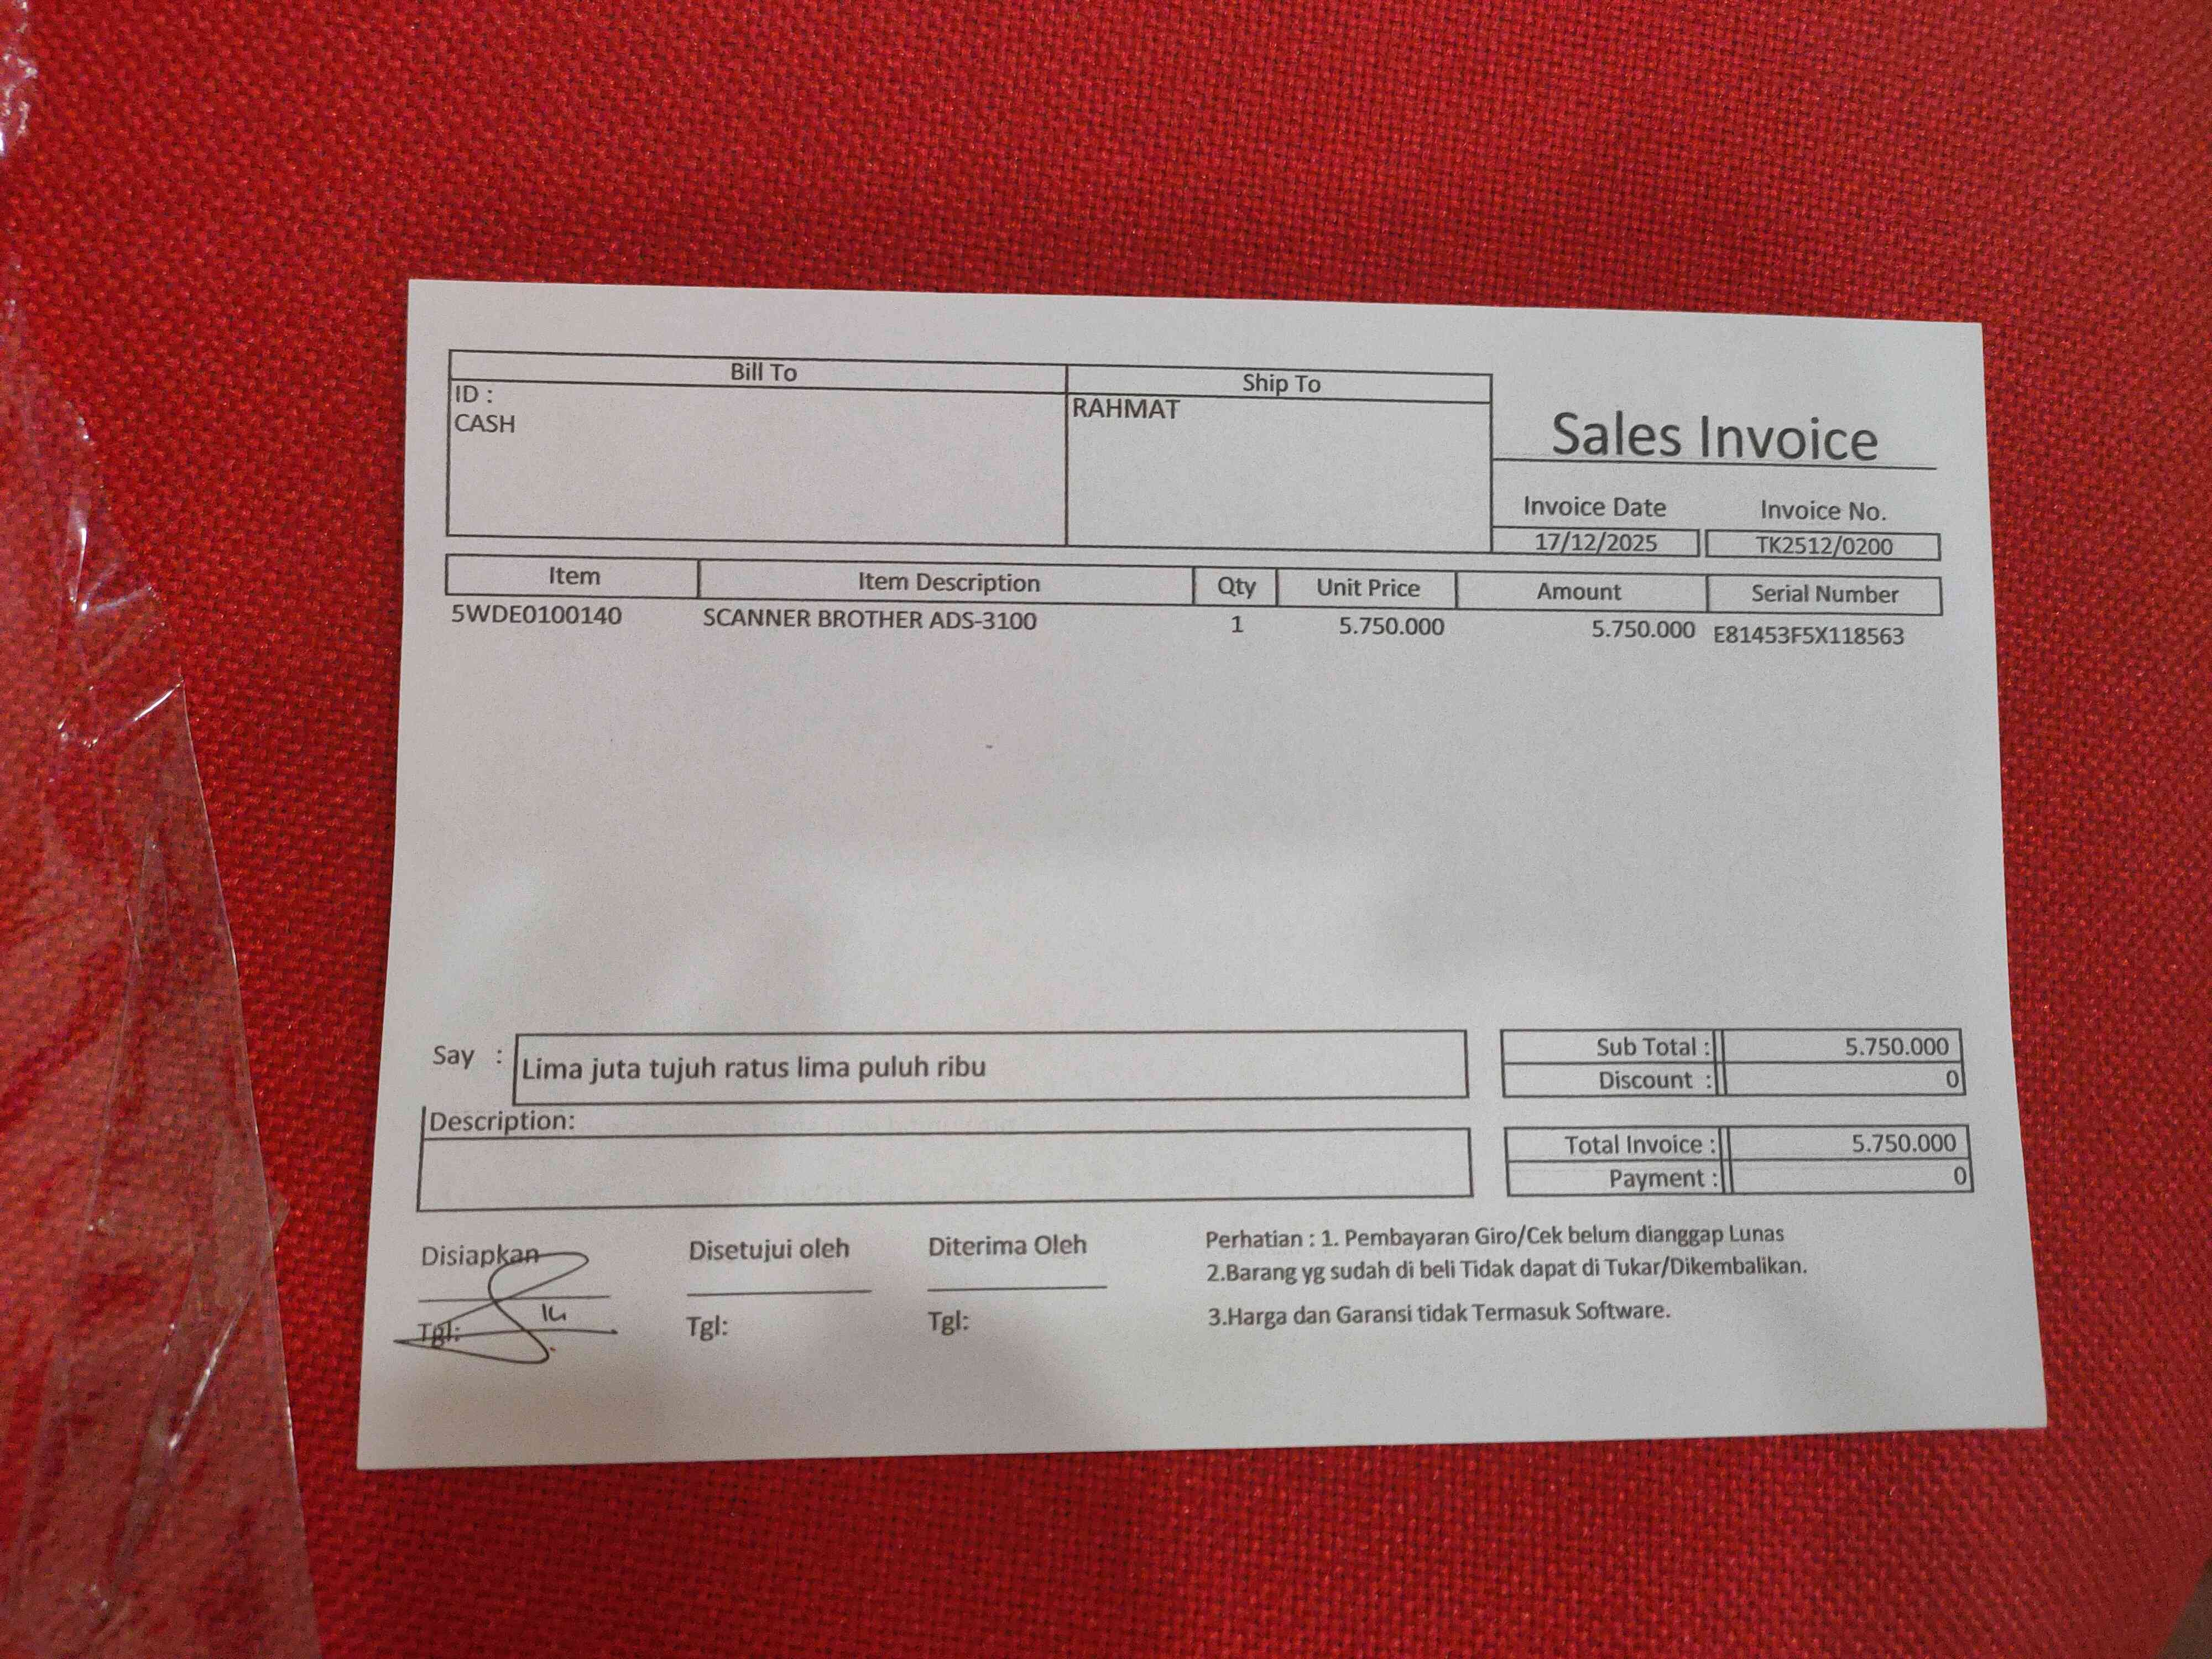 Bill To
Ship To
ID :
CASH
RAHMAT
Sales Invoice
Invoice Date
Invoice No.
17/12/2025
TK2512/0200
Item
Item Description
Qty
Unit Price
Amount
Serial Number
5WDE0100140
SCANNER BROTHER ADS-3100
1
5.750.000
5.750.000
E81453F5X118563
Say :
Lima juta tujuh ratus lima puluh ribu
Sub Total :
5.750.000
Discount :
0
Description:
Total Invoice :
5.750.000
Payment :
0
Disiapkan
Disetujui oleh
Diterima Oleh
Tgl:
Tgl:
Tgl:
Perhatian : 1. Pembayaran Giro/Cek belum dianggap Lunas
2.Barang yg sudah di beli Tidak dapat di Tukar/Dikembalikan.
3.Harga dan Garansi tidak Termasuk Software.